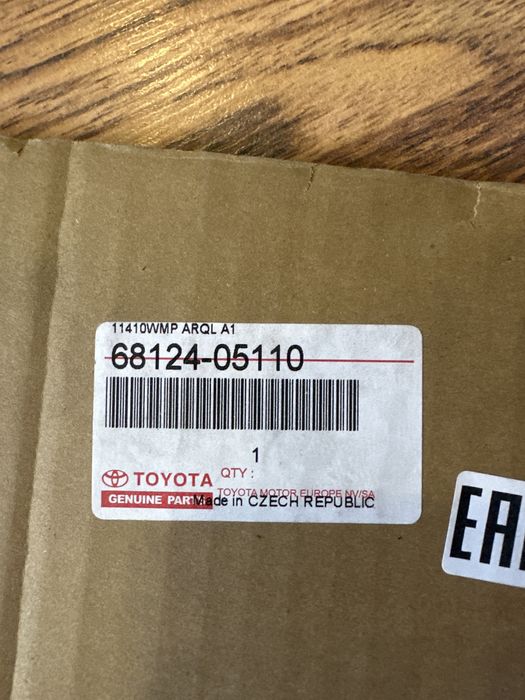 11410WMP ARQL A1
68124-05110
1
QTY :
TOYOTA
TOYOTA MOTOR EUROPE NV/SA
GENUINE PARTS
Made in CZECH REPUBLIC